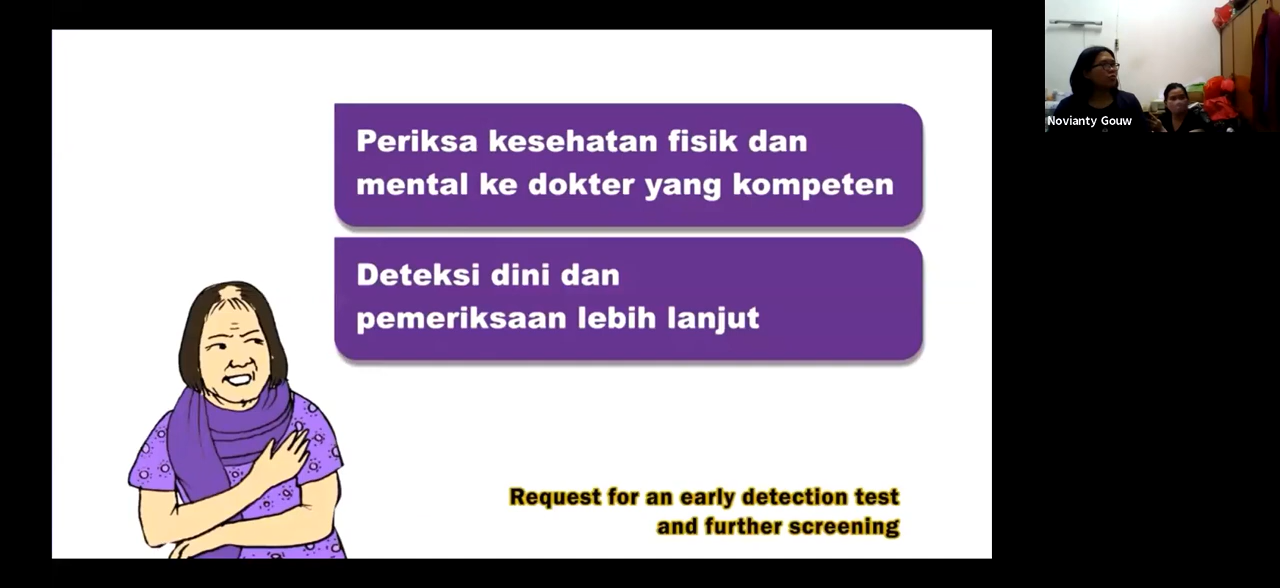 Periksa kesehatan fisik dan
mental ke dokter yang kompeten
Deteksi dini dan
pemeriksaan lebih lanjut
Request for an early detection test
and further screening
Novianty Gouw